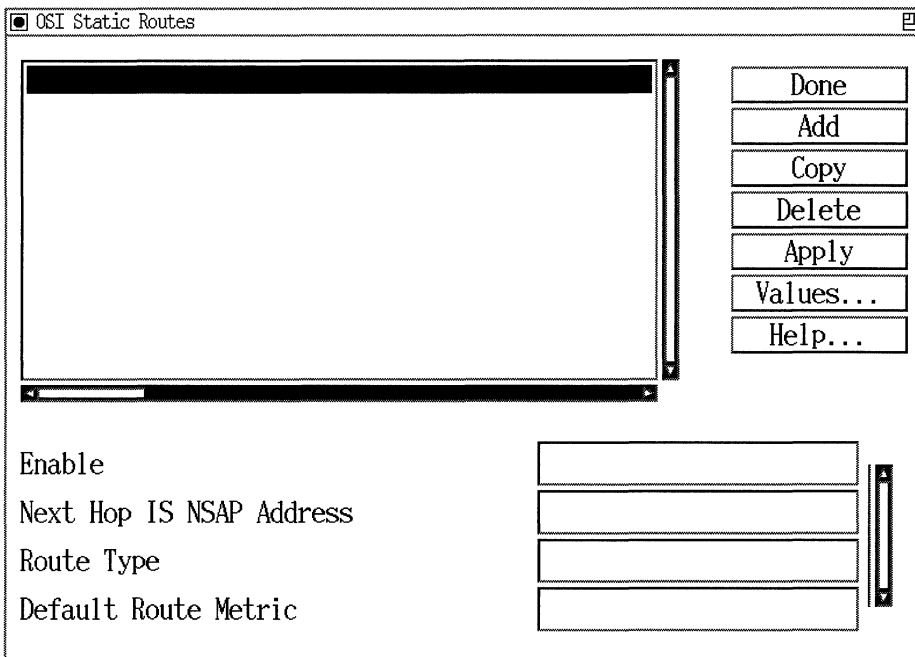 OSI Static Routes
Done
Add
Copy
Delete
Apply
Values...
Help...
Enable
Next Hop IS NSAP Address
Route Type
Default Route Metric